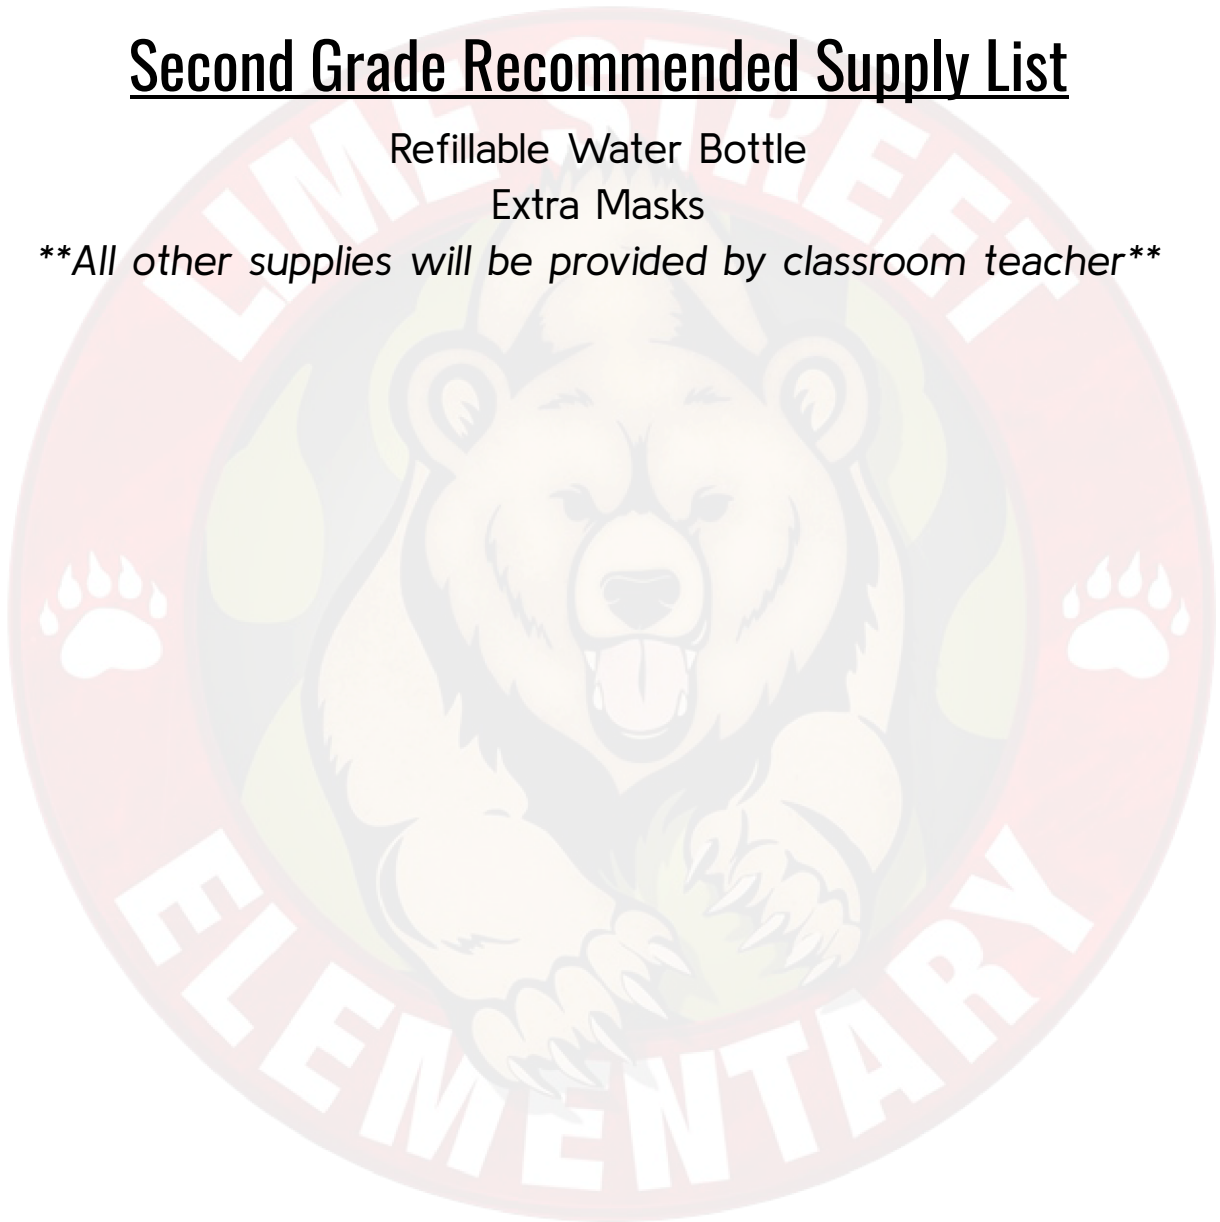 Second Grade Recommended Supply List
Refillable Water Bottle
Extra Masks
**All other supplies will be provided by classroom teacher**
LIME STREET
ELEMENTARY